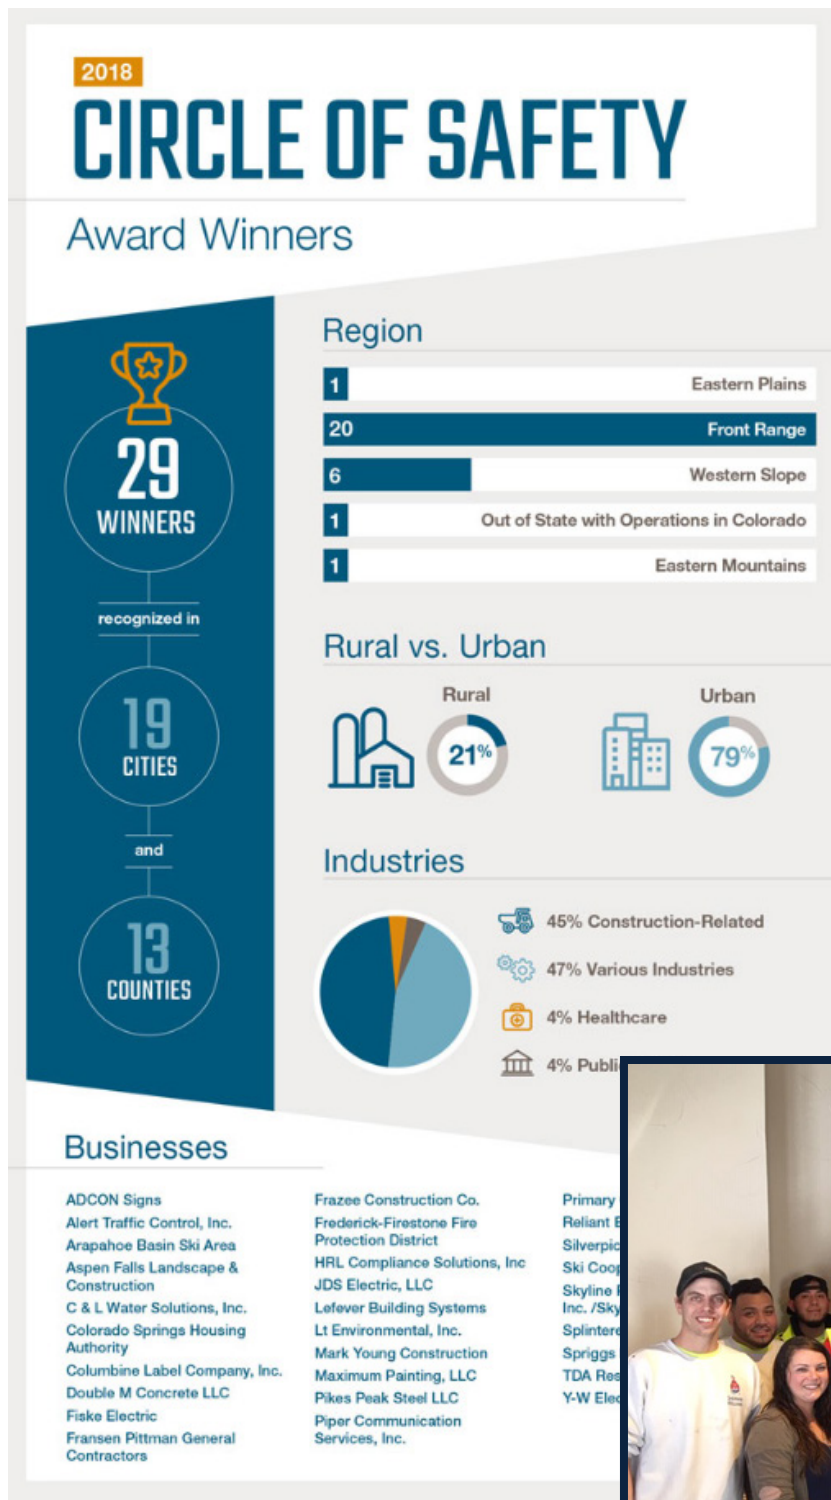 2018
CIRCLE OF SAFETY
Award Winners
29
WINNERS
recognized in
19
CITIES
and
13
COUNTIES
Region
1 Eastern Plains
20 Front Range
6 Western Slope
1 Out of State with Operations in Colorado
1 Eastern Mountains
Rural vs. Urban
Rural
21%
Urban
79%
Industries
45% Construction-Related
47% Various Industries
4% Healthcare
4%
Businesses
ADCON Signs
Alert Traffic Control, Inc.
Arapahoe Basin Ski Area
Aspen Falls Landscape &
Construction
C & L Water Solutions, Inc.
Colorado Springs Housing
Authority
Columbine Label Company, Inc.
Double M Concrete LLC
Fiske Electric
Fransen Pittman General
Contractors
Frazee Construction Co.
Frederick-Firestone Fire
Protection District
HRL Compliance Solutions, Inc
JDS Electric, LLC
Lefever Building Systems
Lt Environmental, Inc.
Mark Young Construction
Maximum Painting, LLC
Pikes Peak Steel LLC
Piper Communication
Services, Inc.
Primary
Reliant
Ski
Skyline
Inc.
Spriggs
TDA
Y-W